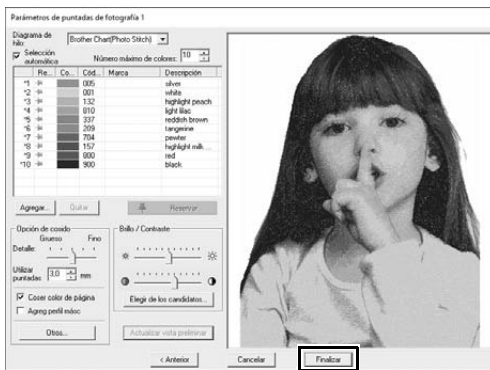 Parámetros de puntadas de fotografía 1
Diagrama de hilo:
Brother Chart(Photo Stitch)
Selección automática
Número máximo de colores: 10
Re... Co... Cód... Marca Descripción
*1 005 silver
*2 001 white
*3 132 highlight peach
*4 810 light lilac
*5 337 reddish brown
*6 209 tangerine
*7 704 pewter
*8 157 highlight milk ...
*9 800 red
*10 900 black
Agregar... Quitar Reservar
Opción de cosido
Grueso Fino
Detalle:
Utilizar puntadas 3,0 mm
Coser color de página
Agreg perfil másc
Otros...
Brillo / Contraste
Elegir de los candidatos...
Actualizar vista preliminar
< Anterior Cancelar Finalizar